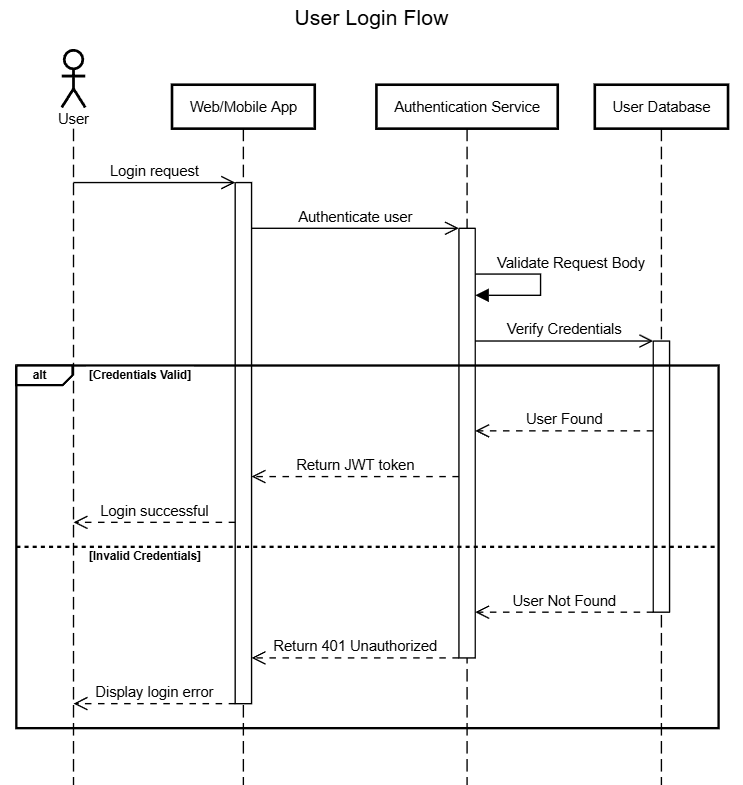 User Login Flow
User
Web/Mobile App
Authentication Service
User Database
Login request
Authenticate user
Validate Request Body
Verify Credentials
alt
[Credentials Valid]
User Found
Return JWT token
Login successful
[Invalid Credentials]
User Not Found
Return 401 Unauthorized
Display login error